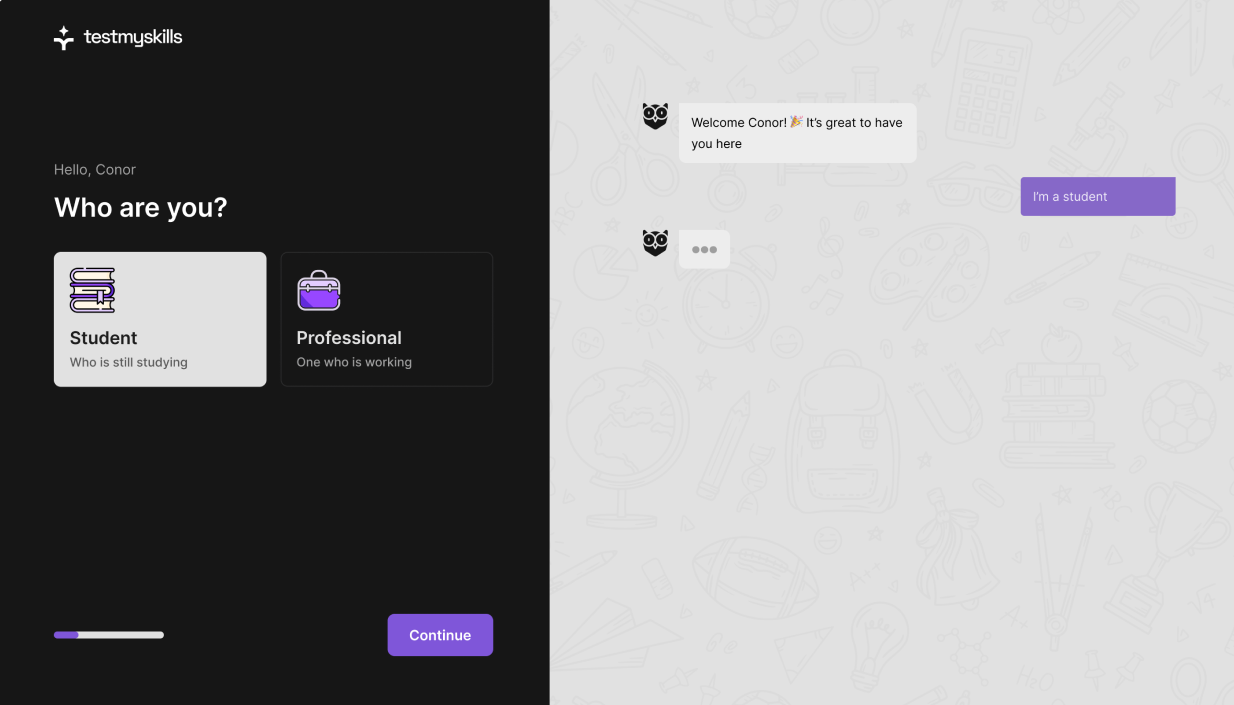 testmyskills
Hello, Conor
Who are you?
Student
Who is still studying
Professional
One who is working
Continue
Welcome Conor! 🎉 It's great to have
you here
I'm a student
H₂O